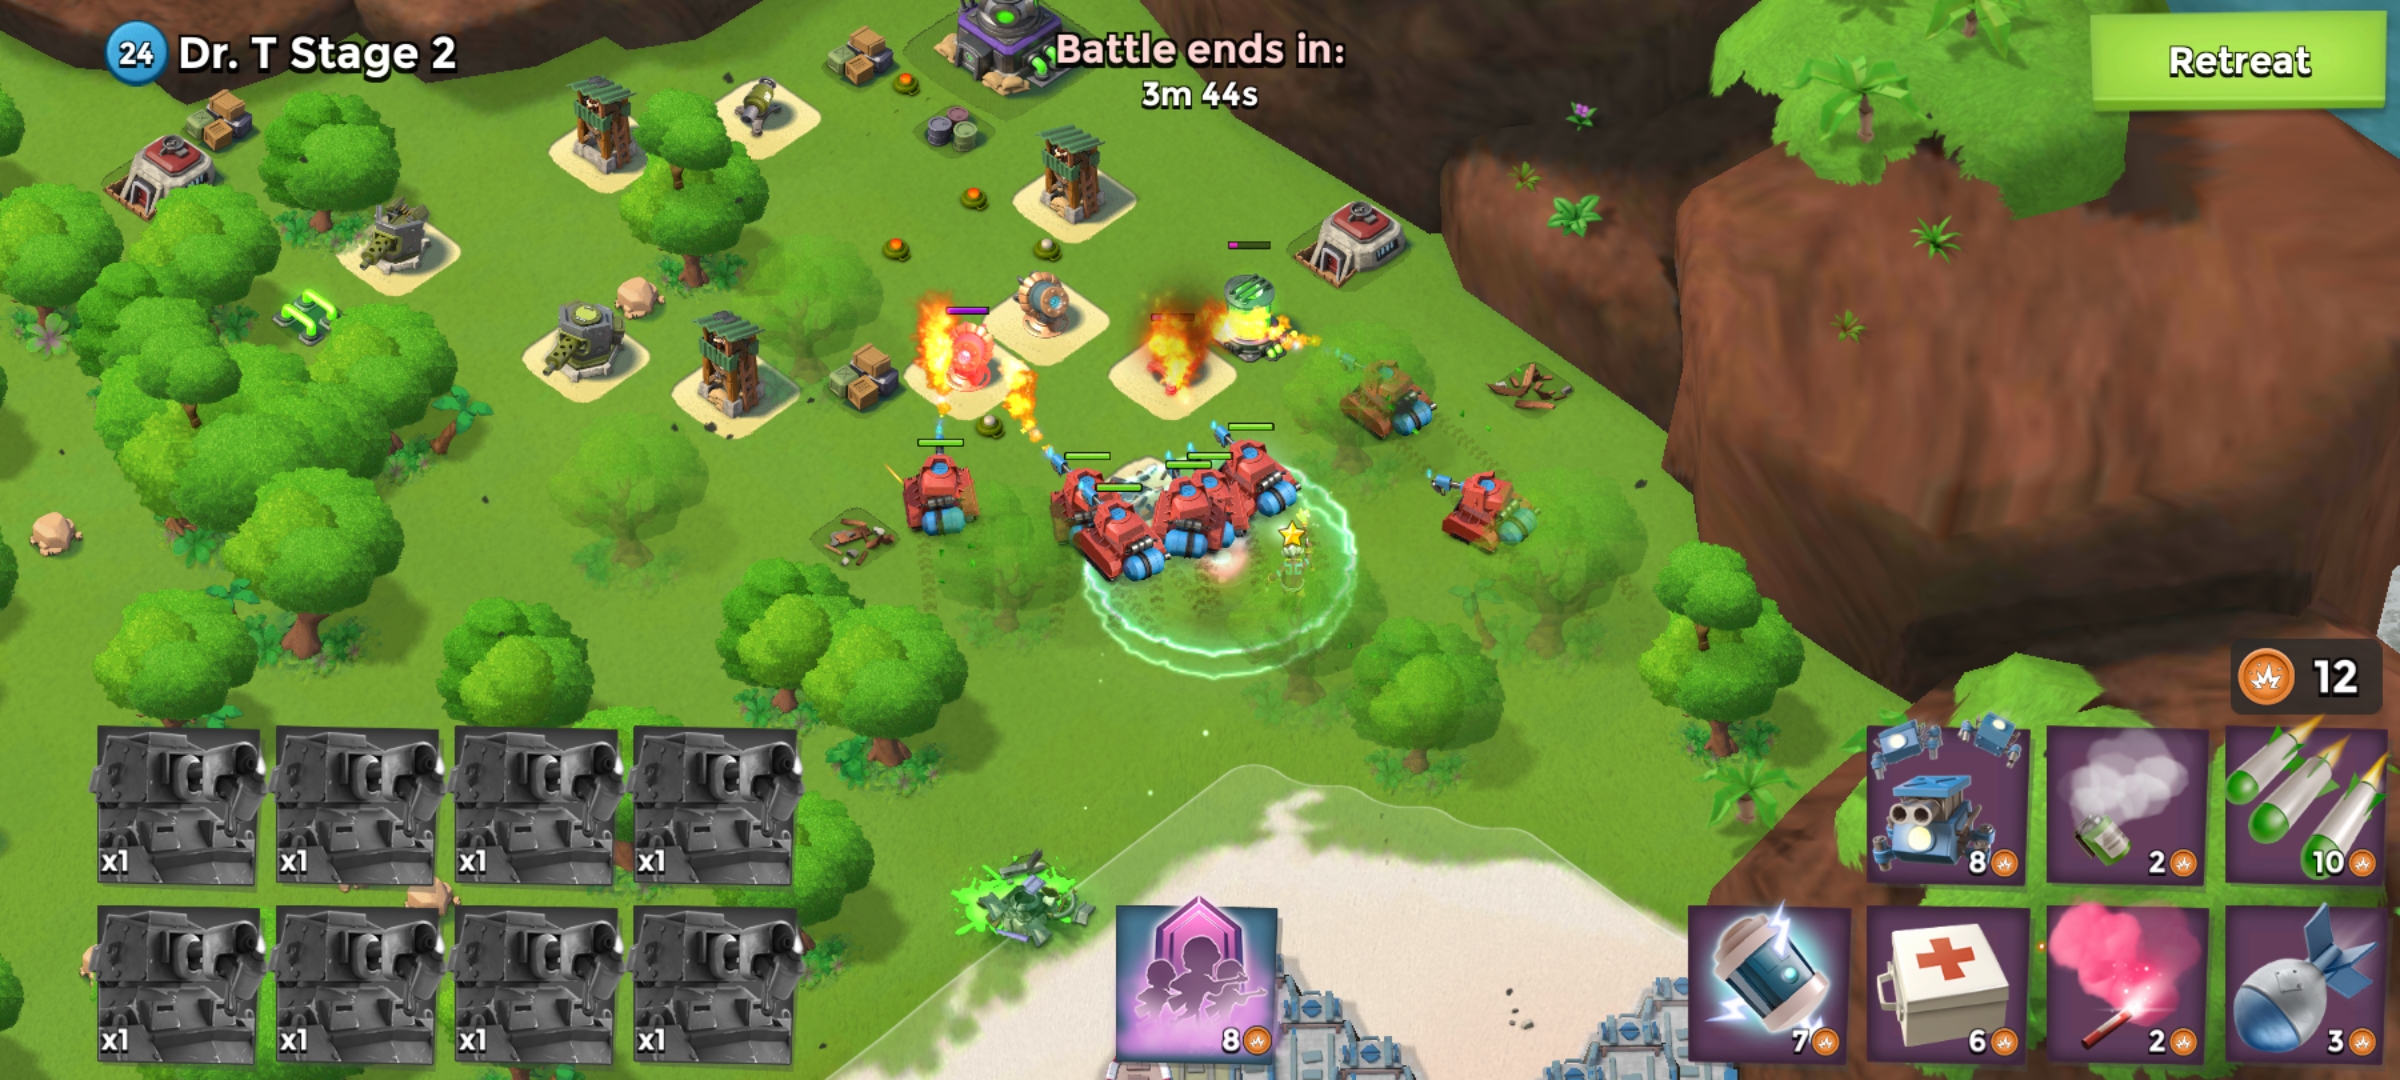 24 Dr. T Stage 2
Battle ends in:
3m 44s
Retreat
12
x1 x1 x1 x1
8 2 10
x1 x1 x1 x1
8
7 6 2 3